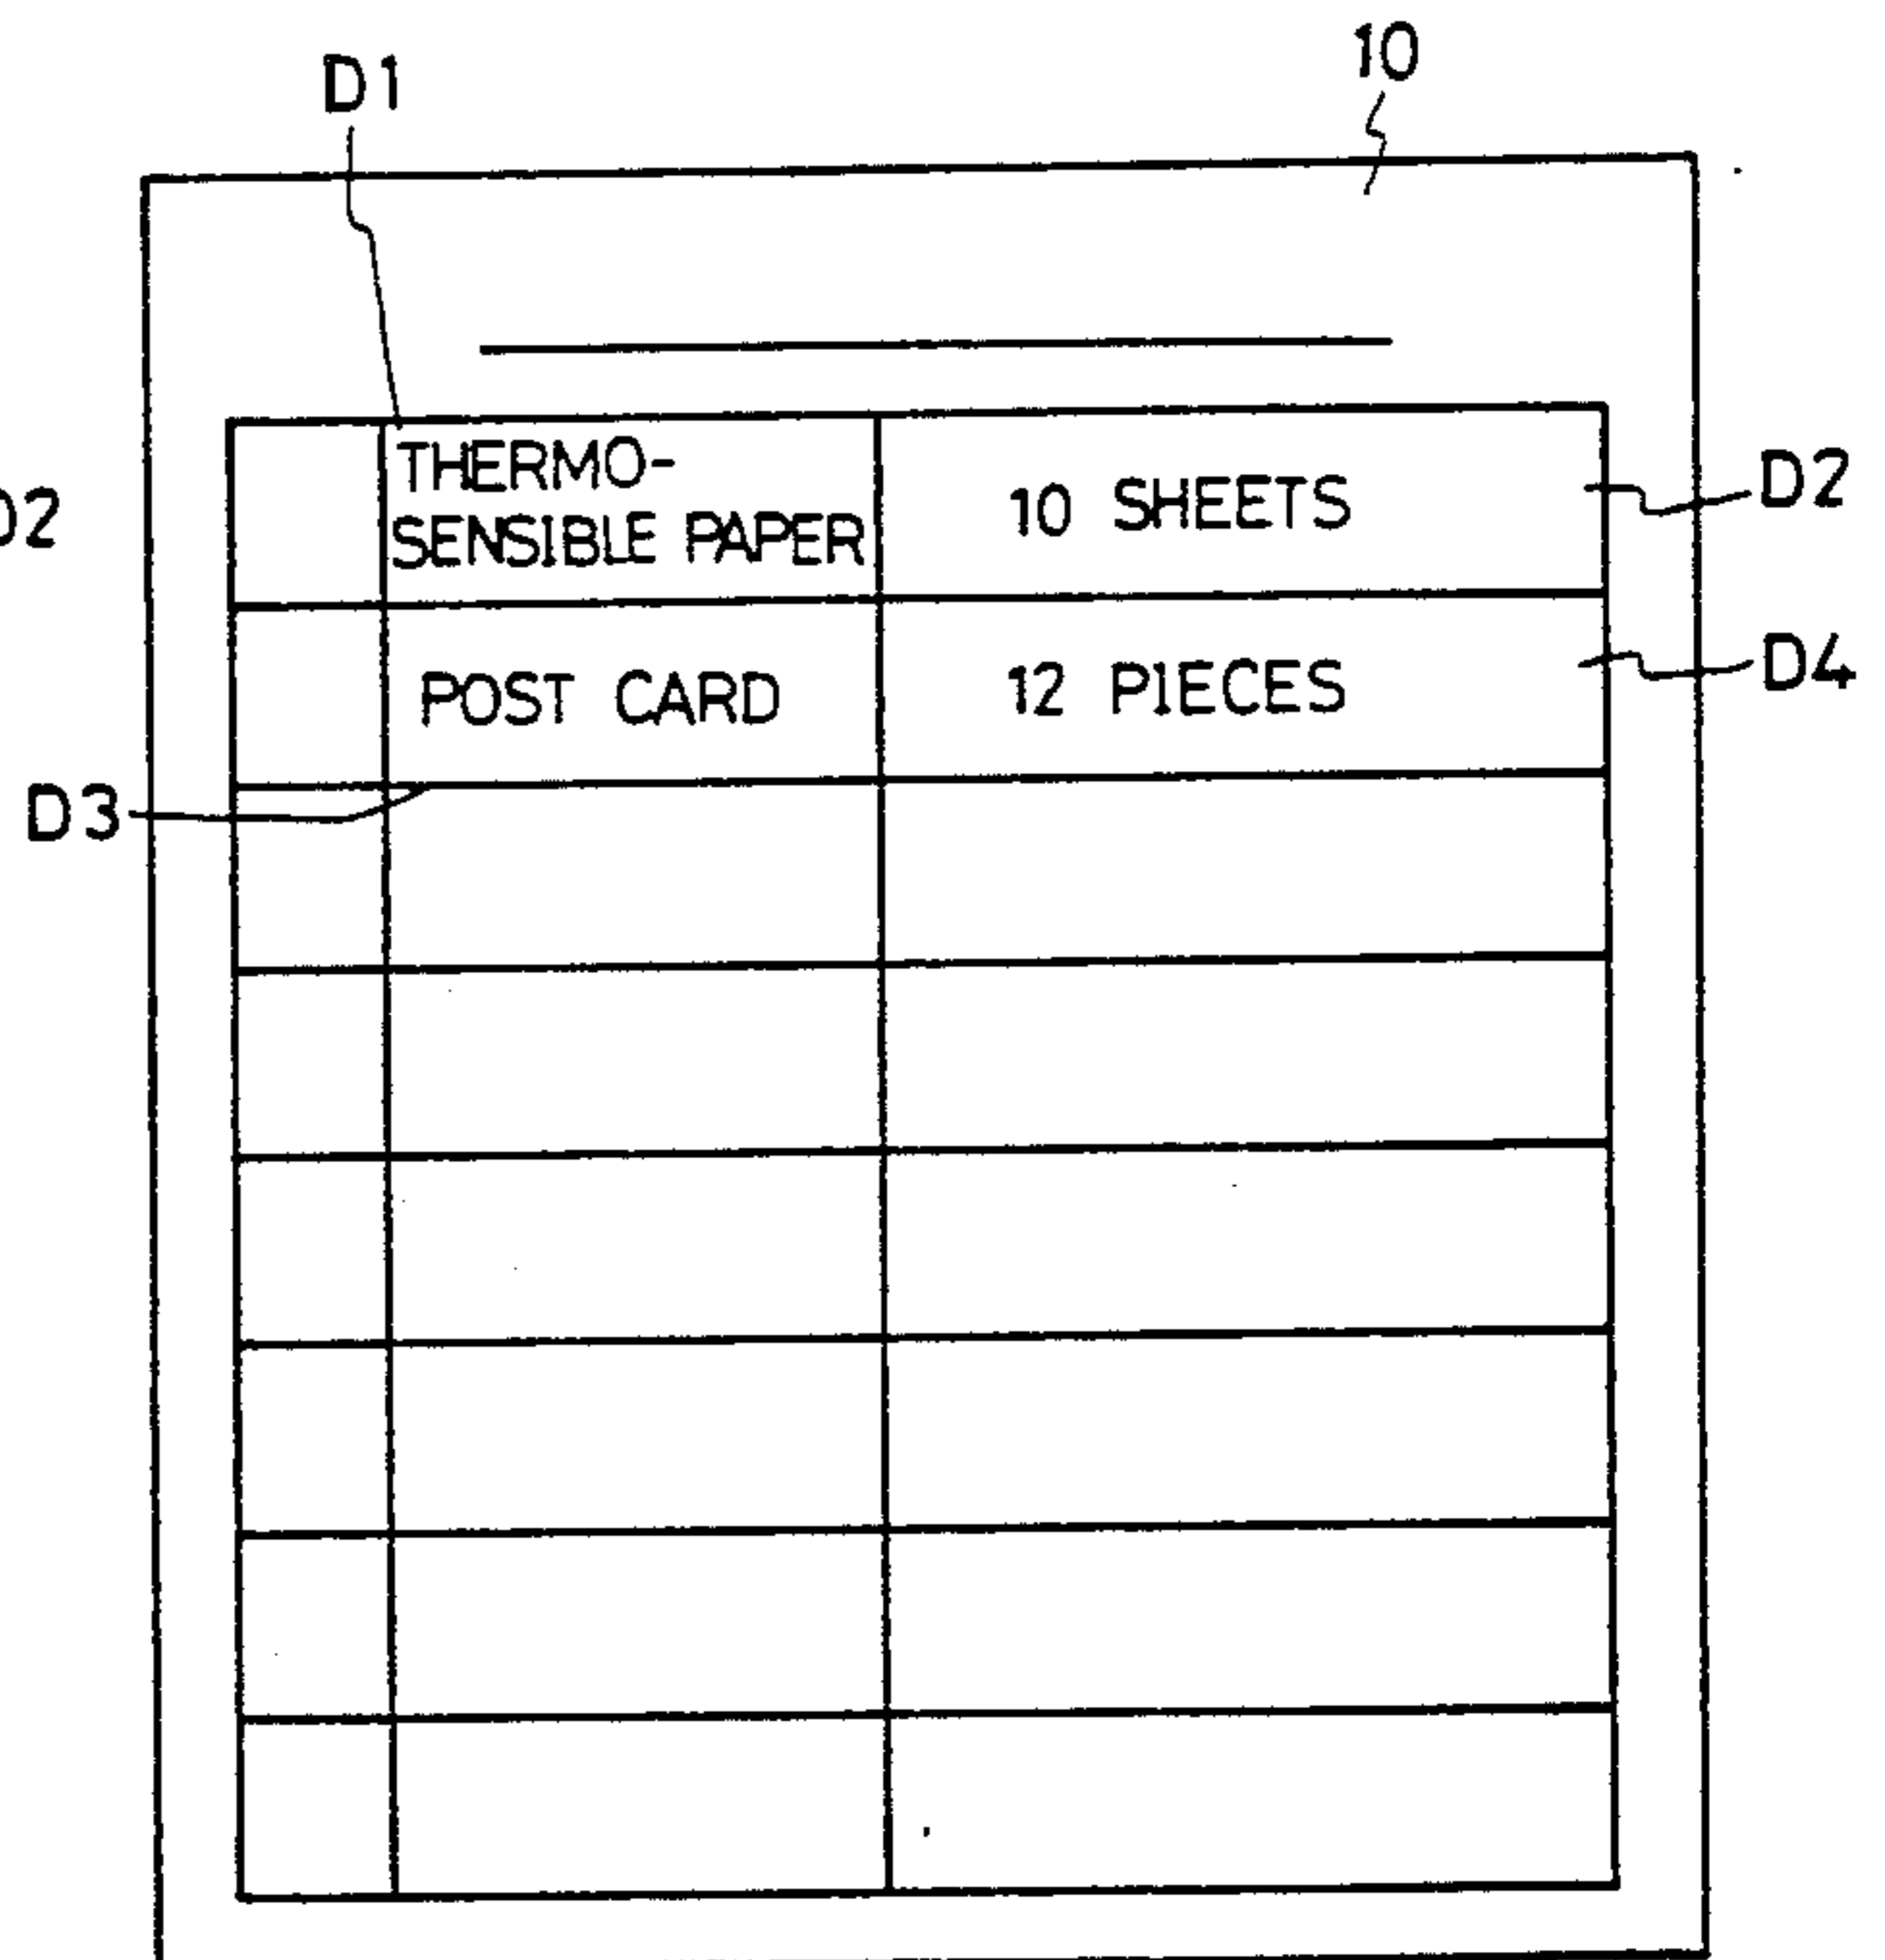 D1
10
THERMO-
SENSIBLE PAPER
10 SHEETS
D2
D2
POST CARD
12 PIECES
D4
D3